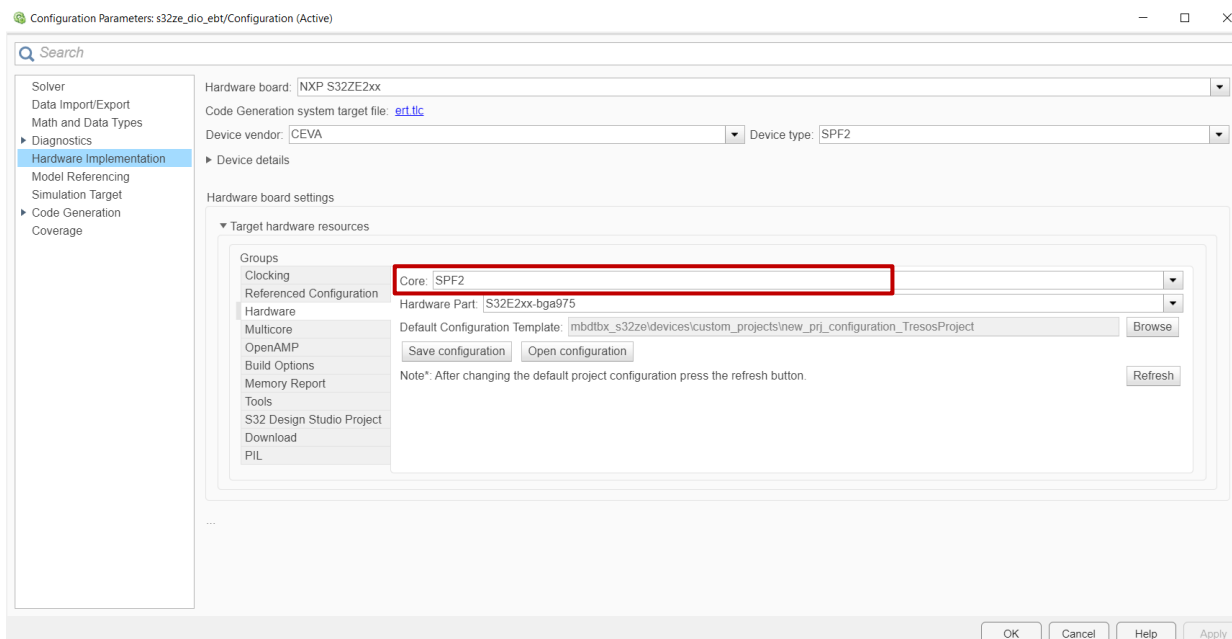 Configuration Parameters: s32ze_dio_ebt/Configuration (Active)
Search
Solver
Data Import/Export
Math and Data Types
Diagnostics
Hardware Implementation
Model Referencing
Simulation Target
Code Generation
Coverage
Hardware board: NXP S32ZE2xx
Code Generation system target file: ert.tlc
Device vendor: CEVA Device type: SPF2
Device details
Hardware board settings
Target hardware resources
Groups
Clocking
Referenced Configuration
Hardware
Multicore
OpenAMP
Build Options
Memory Report
Tools
S32 Design Studio Project
Download
PIL
Core: SPF2
Hardware Part: S32E2xx-bga975
Default Configuration Template: mbdtbx_s32ze\devices\custom_projects\new_prj_configuration_TresosProject Browse
Save configuration Open configuration
Note*: After changing the default project configuration press the refresh button. Refresh
...
OK Cancel Help Apply